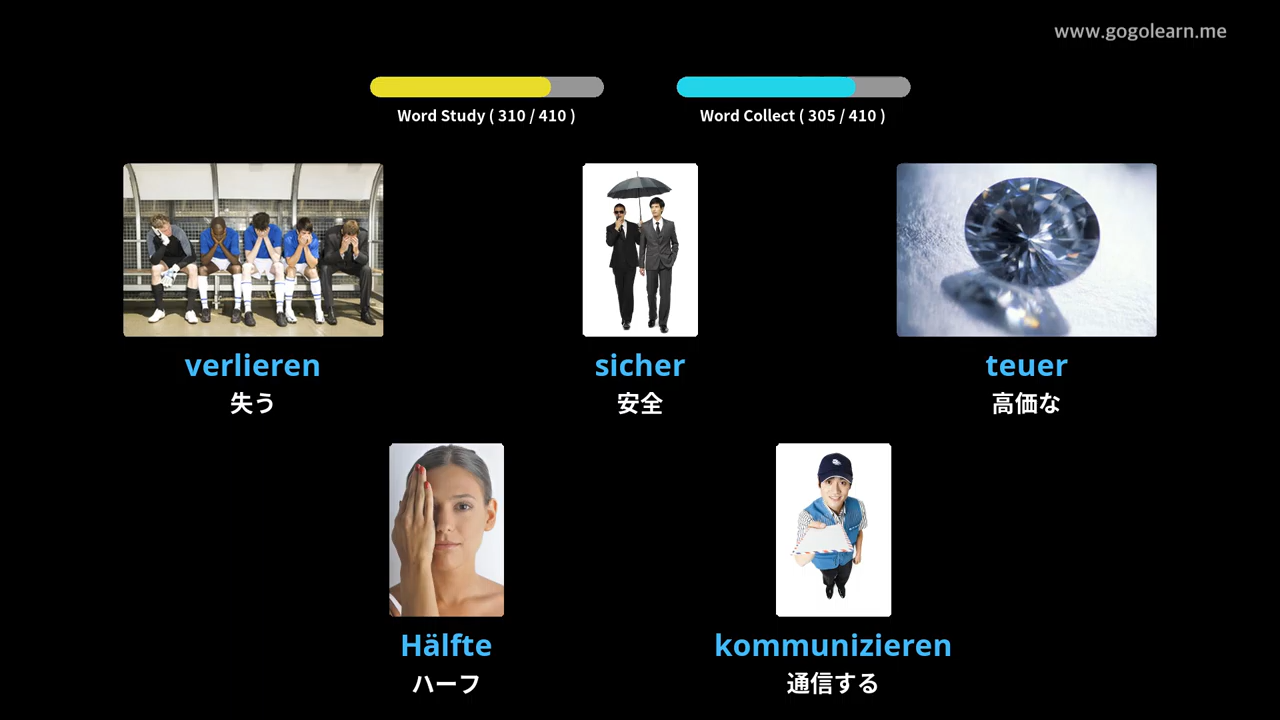 www.gogolearn.me
Word Study ( 310 / 410 )
Word Collect ( 305 / 410 )
verlieren
失う
sicher
安全
teuer
高価な
Hälfte
ハーフ
kommunizieren
通信する